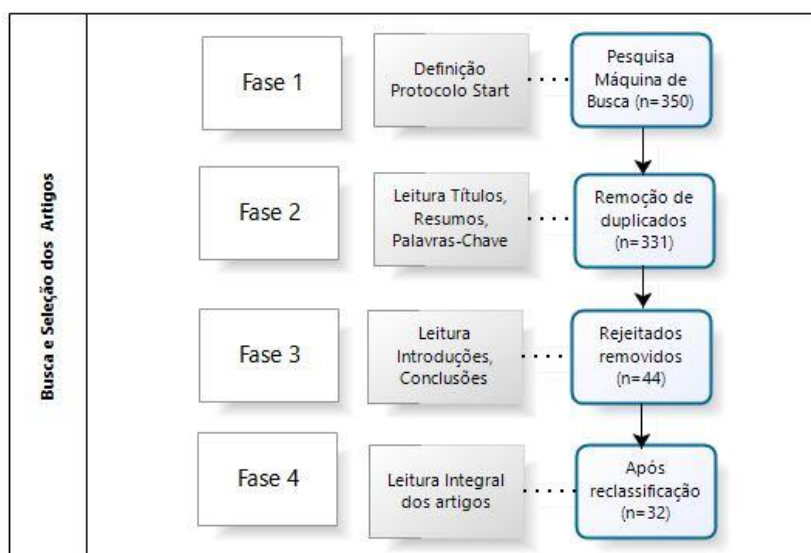 Busca e Seleção dos Artigos
Fase 1
Definição
Protocolo Start
Pesquisa
Máquina de
Busca (n=350)
Fase 2
Leitura Títulos,
Resumos,
Palavras-Chave
Remoção de
duplicados
(n=331)
Fase 3
Leitura
Introduções,
Conclusões
Rejeitados
removidos
(n=44)
Fase 4
Leitura Integral
dos artigos
Após
reclassificação
(n=32)